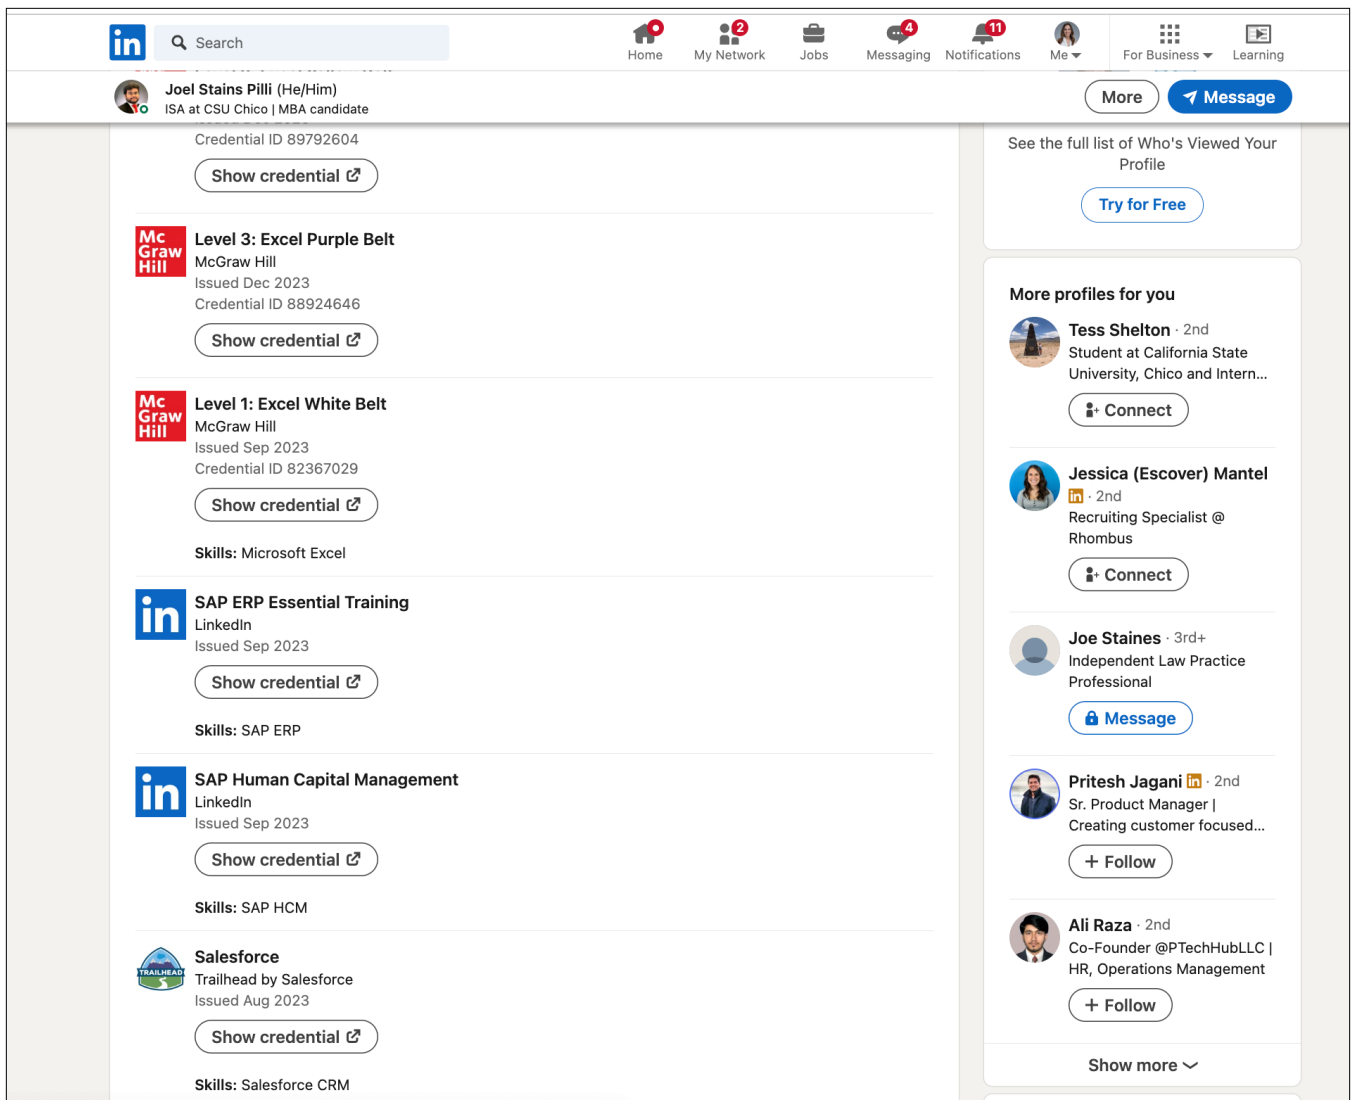 in
Search
Home
2
My Network
Jobs
4
Messaging
11
Notifications
Me
For Business
Learning
Joel Stains Pilli (He/Him)
ISA at CSU Chico | MBA candidate
More
Message
Credential ID 89792604
Show credential
Mc
Graw
Hill
Level 3: Excel Purple Belt
McGraw Hill
Issued Dec 2023
Credential ID 88924646
Show credential
Mc
Graw
Hill
Level 1: Excel White Belt
McGraw Hill
Issued Sep 2023
Credential ID 82367029
Show credential
Skills: Microsoft Excel
in
SAP ERP Essential Training
LinkedIn
Issued Sep 2023
Show credential
Skills: SAP ERP
in
SAP Human Capital Management
LinkedIn
Issued Sep 2023
Show credential
Skills: SAP HCM
TRAILHEAD
Salesforce
Trailhead by Salesforce
Issued Aug 2023
Show credential
Skills: Salesforce CRM
See the full list of Who's Viewed Your
Profile
Try for Free
More profiles for you
Tess Shelton · 2nd
Student at California State
University, Chico and Intern...
Connect
Jessica (Escover) Mantel
in · 2nd
Recruiting Specialist @
Rhombus
Connect
Joe Staines · 3rd+
Independent Law Practice
Professional
Message
Pritesh Jagani in · 2nd
Sr. Product Manager |
Creating customer focused...
+ Follow
Ali Raza · 2nd
Co-Founder @PTechHubLLC |
HR, Operations Management
+ Follow
Show more